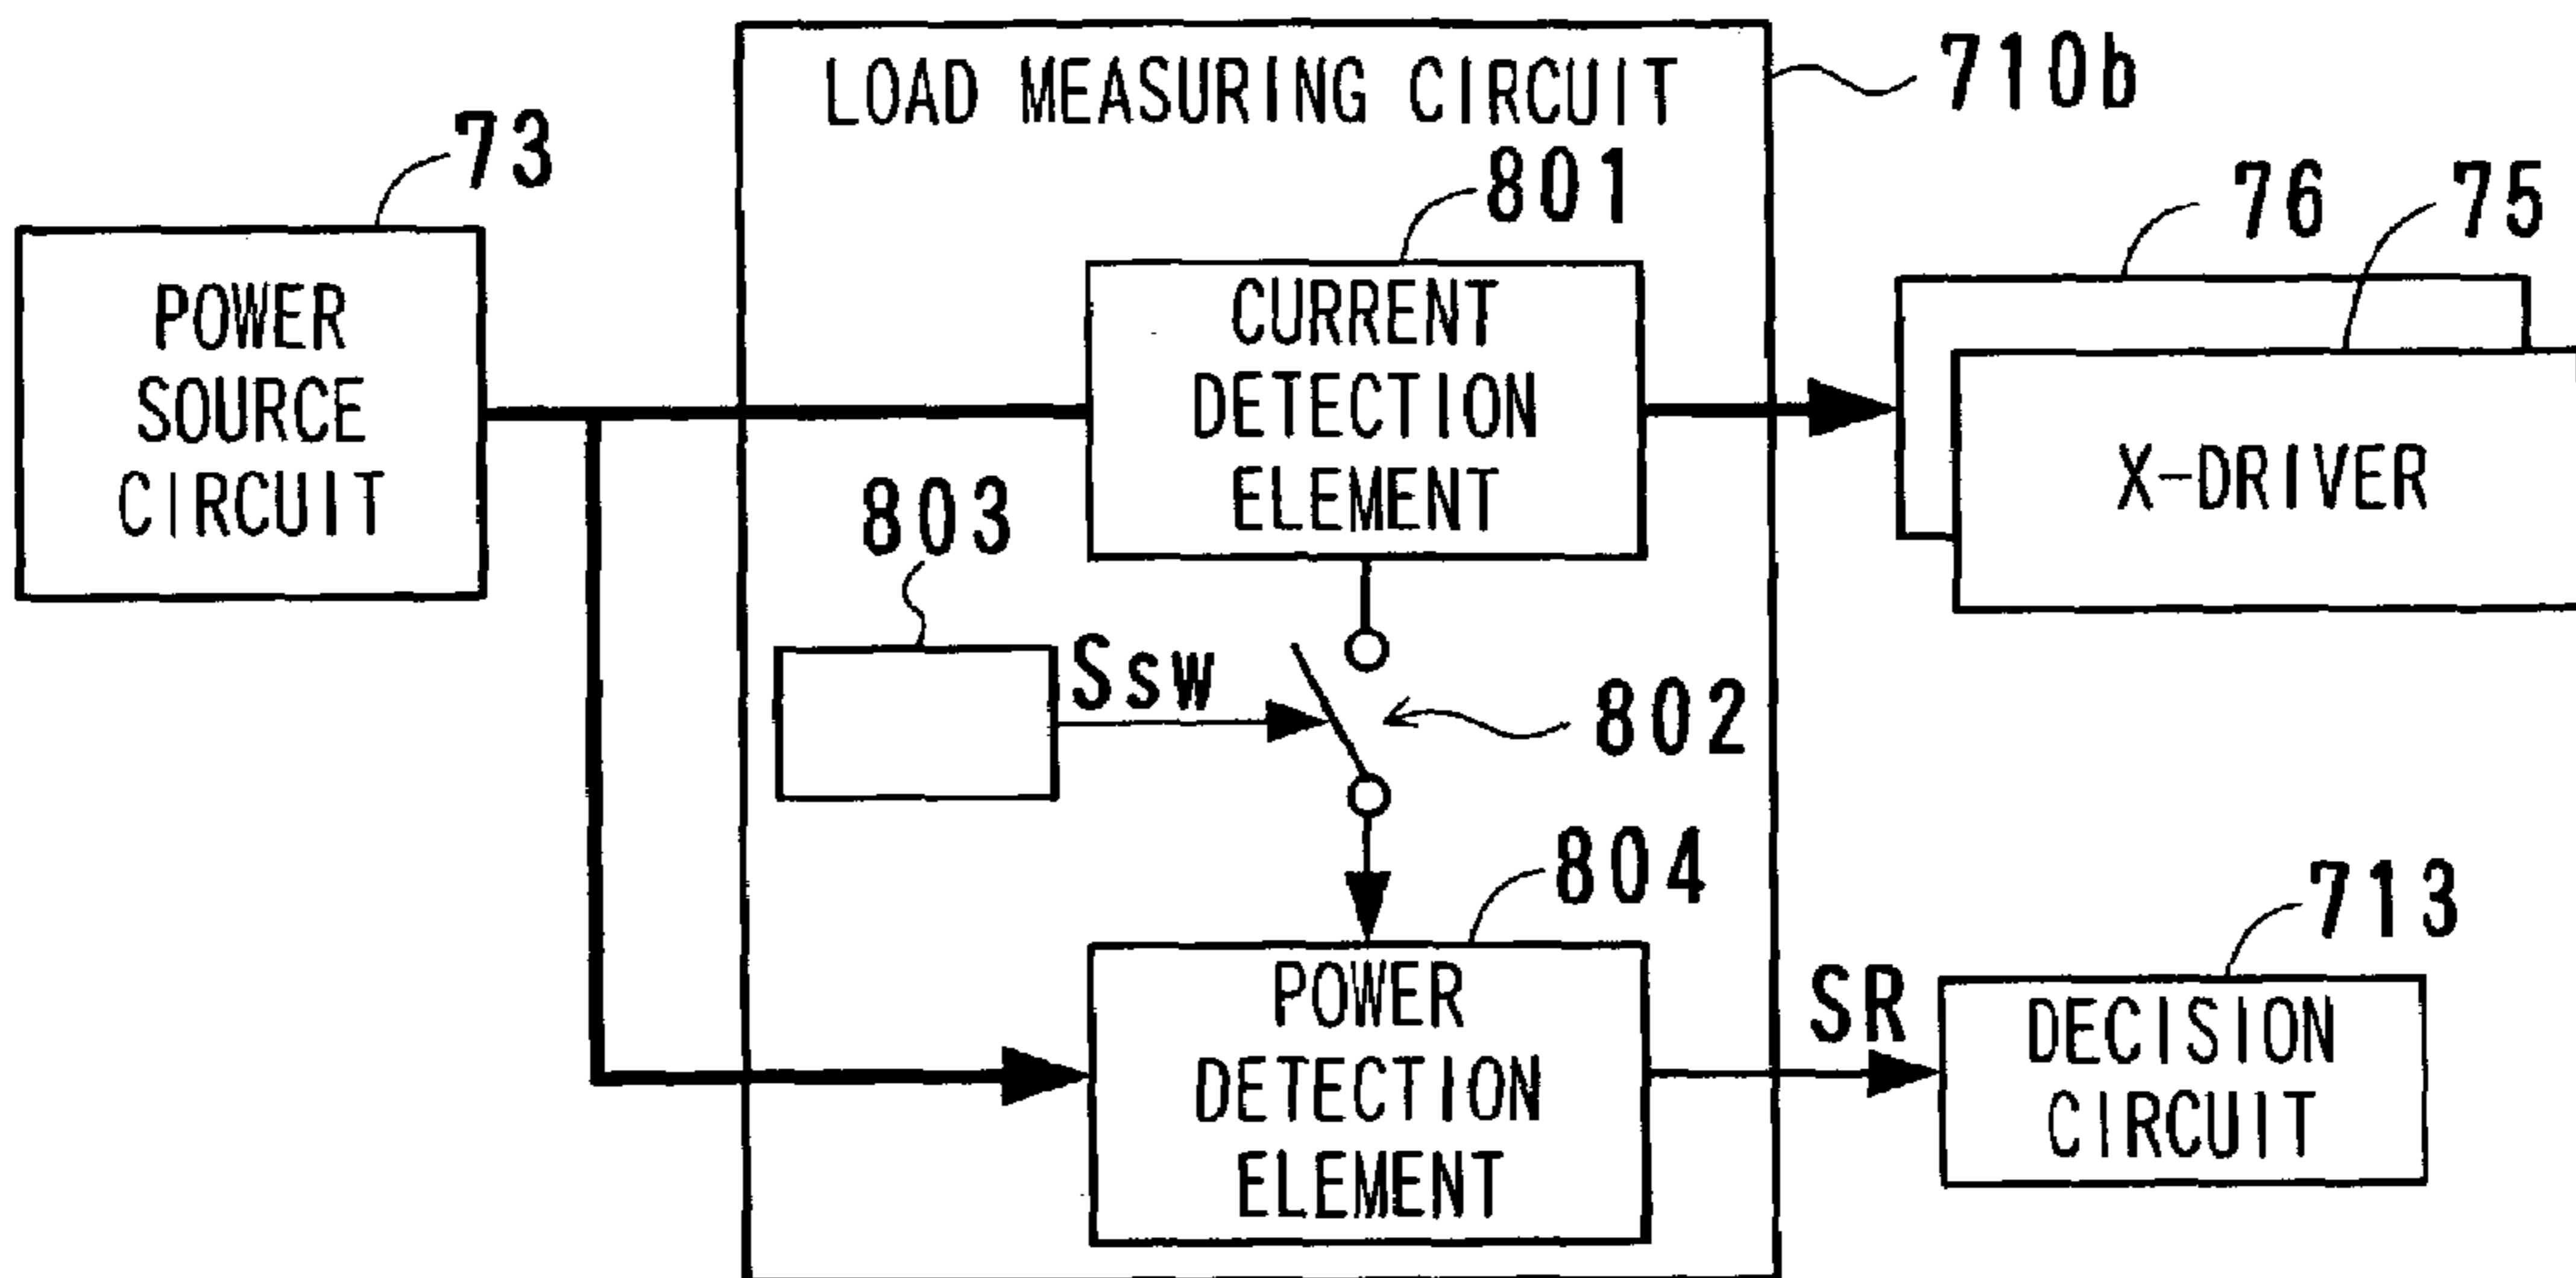 LOAD MEASURING CIRCUIT
710b
73
801
76
75
POWER
SOURCE
CIRCUIT
CURRENT
DETECTION
ELEMENT
X-DRIVER
803
Ssw
802
804
713
POWER
DETECTION
ELEMENT
SR
DECISION
CIRCUIT